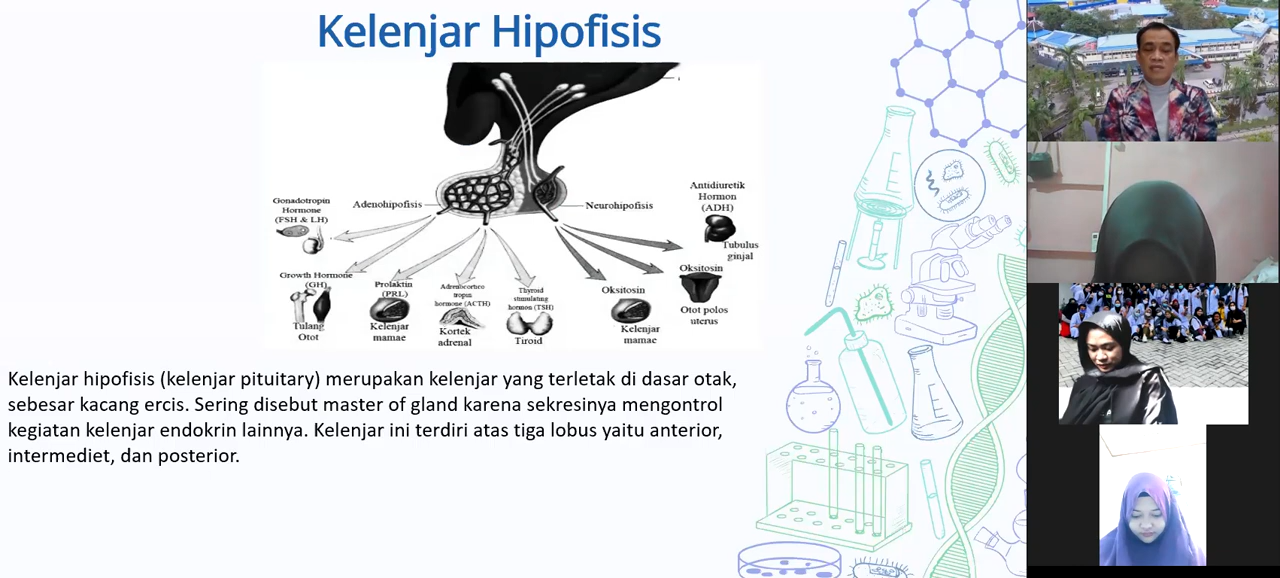 Kelenjar Hipofisis
Gonadotropin
Hormone
(FSH & LH)
Adenohipofisis
Neurohipofisis
Antidiuretik
Hormon
(ADH)
Tubulus
ginjal
Growth Hormone
(GH)
Tulang
Otot
Prolaktin
(PRL)
Kelenjar
mamae
Adrenocortico
tropin
hormone (ACTH)
Kortek
adrenal
Thyroid
stimulating
hormon (TSH)
Tiroid
Oksitosin
Kelenjar
mamae
Oksitosin
Otot polos
uterus
Kelenjar hipofisis (kelenjar pituitary) merupakan kelenjar yang terletak di dasar otak,
sebesar kacang ercis. Sering disebut master of gland karena sekresinya mengontrol
kegiatan kelenjar endokrin lainnya. Kelenjar ini terdiri atas tiga lobus yaitu anterior,
intermediet, dan posterior.